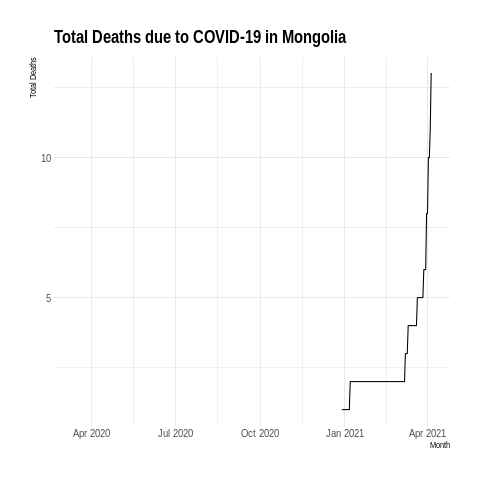 Total Deaths due to COVID-19 in Mongolia
Total Deaths
10
5
Apr 2020 Jul 2020 Oct 2020 Jan 2021 Apr 2021
Month